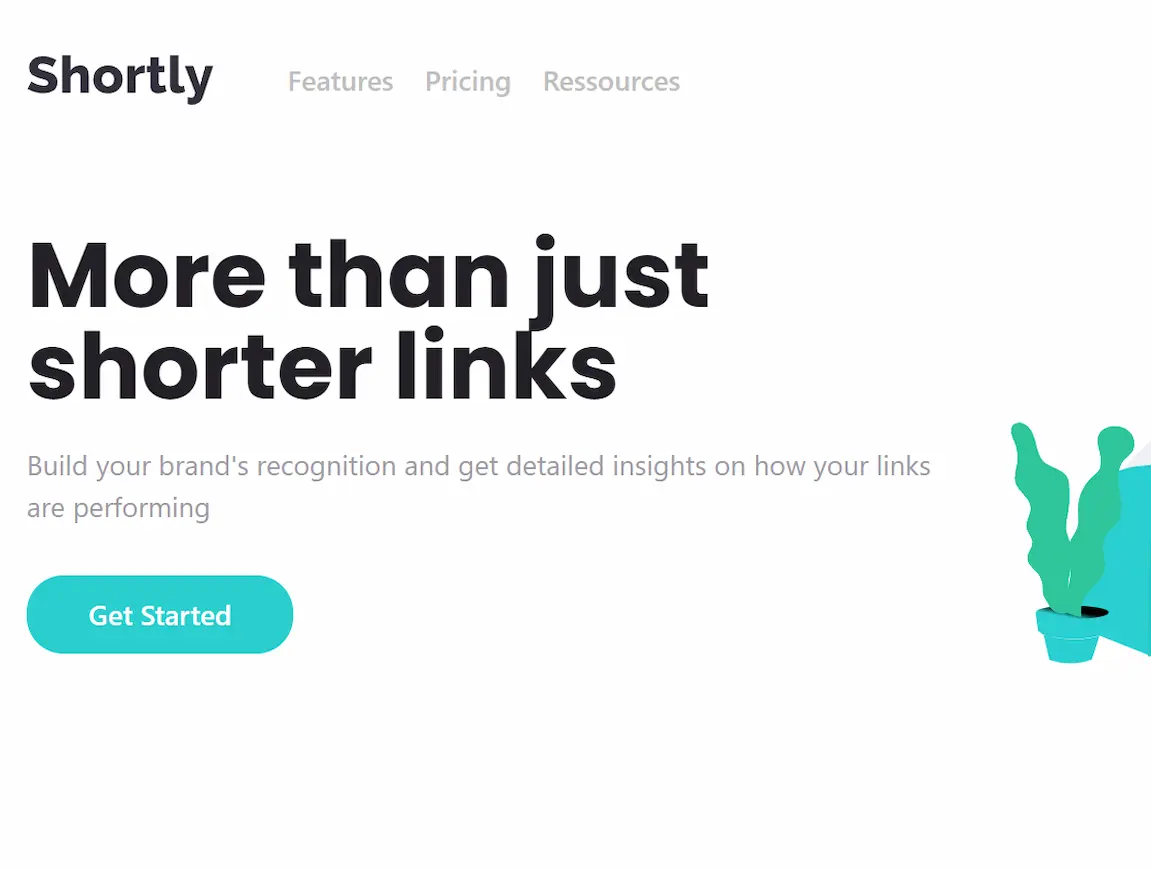 Shortly
Features Pricing Ressources
More than just
shorter links
Build your brand's recognition and get detailed insights on how your links
are performing
Get Started